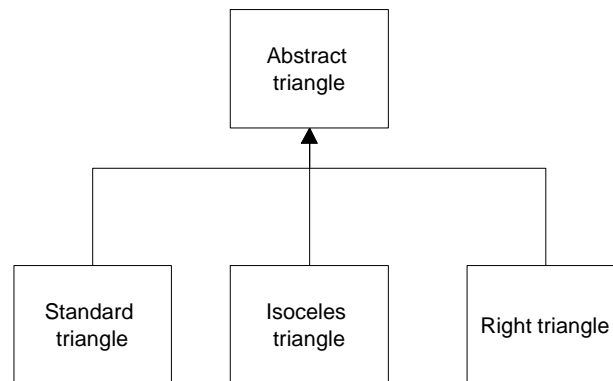 Abstract
triangle
Standard
triangle
Isoceles
triangle
Right triangle